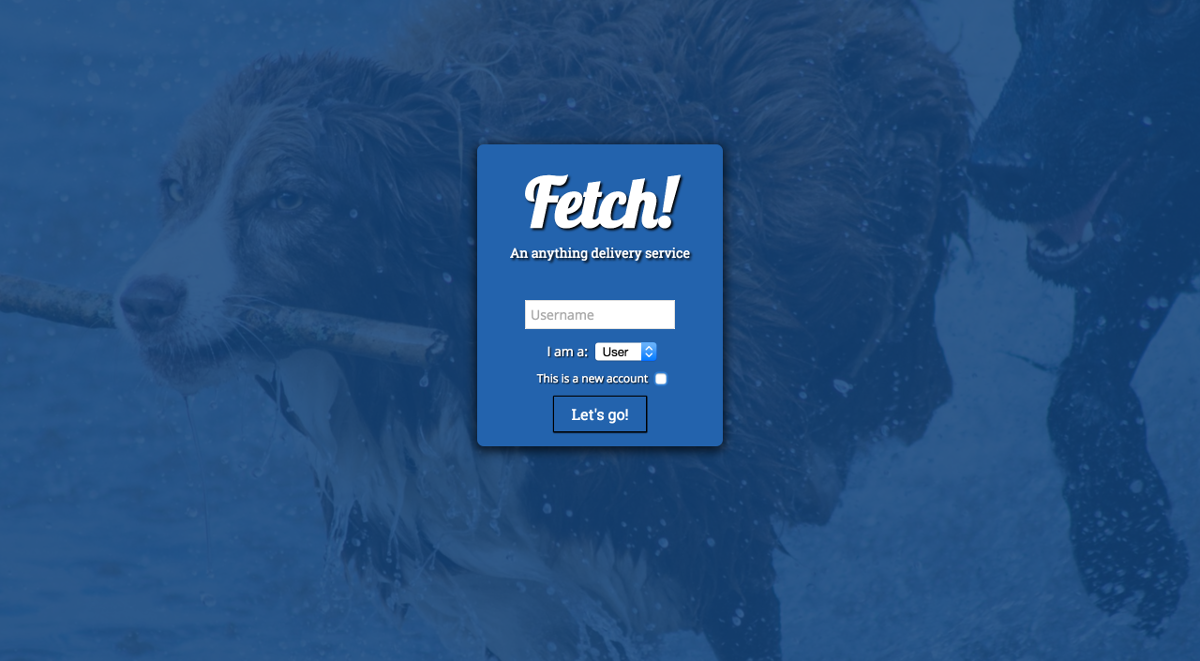 Fetch!
An anything delivery service
Username
I am a: User
This is a new account
Let's go!